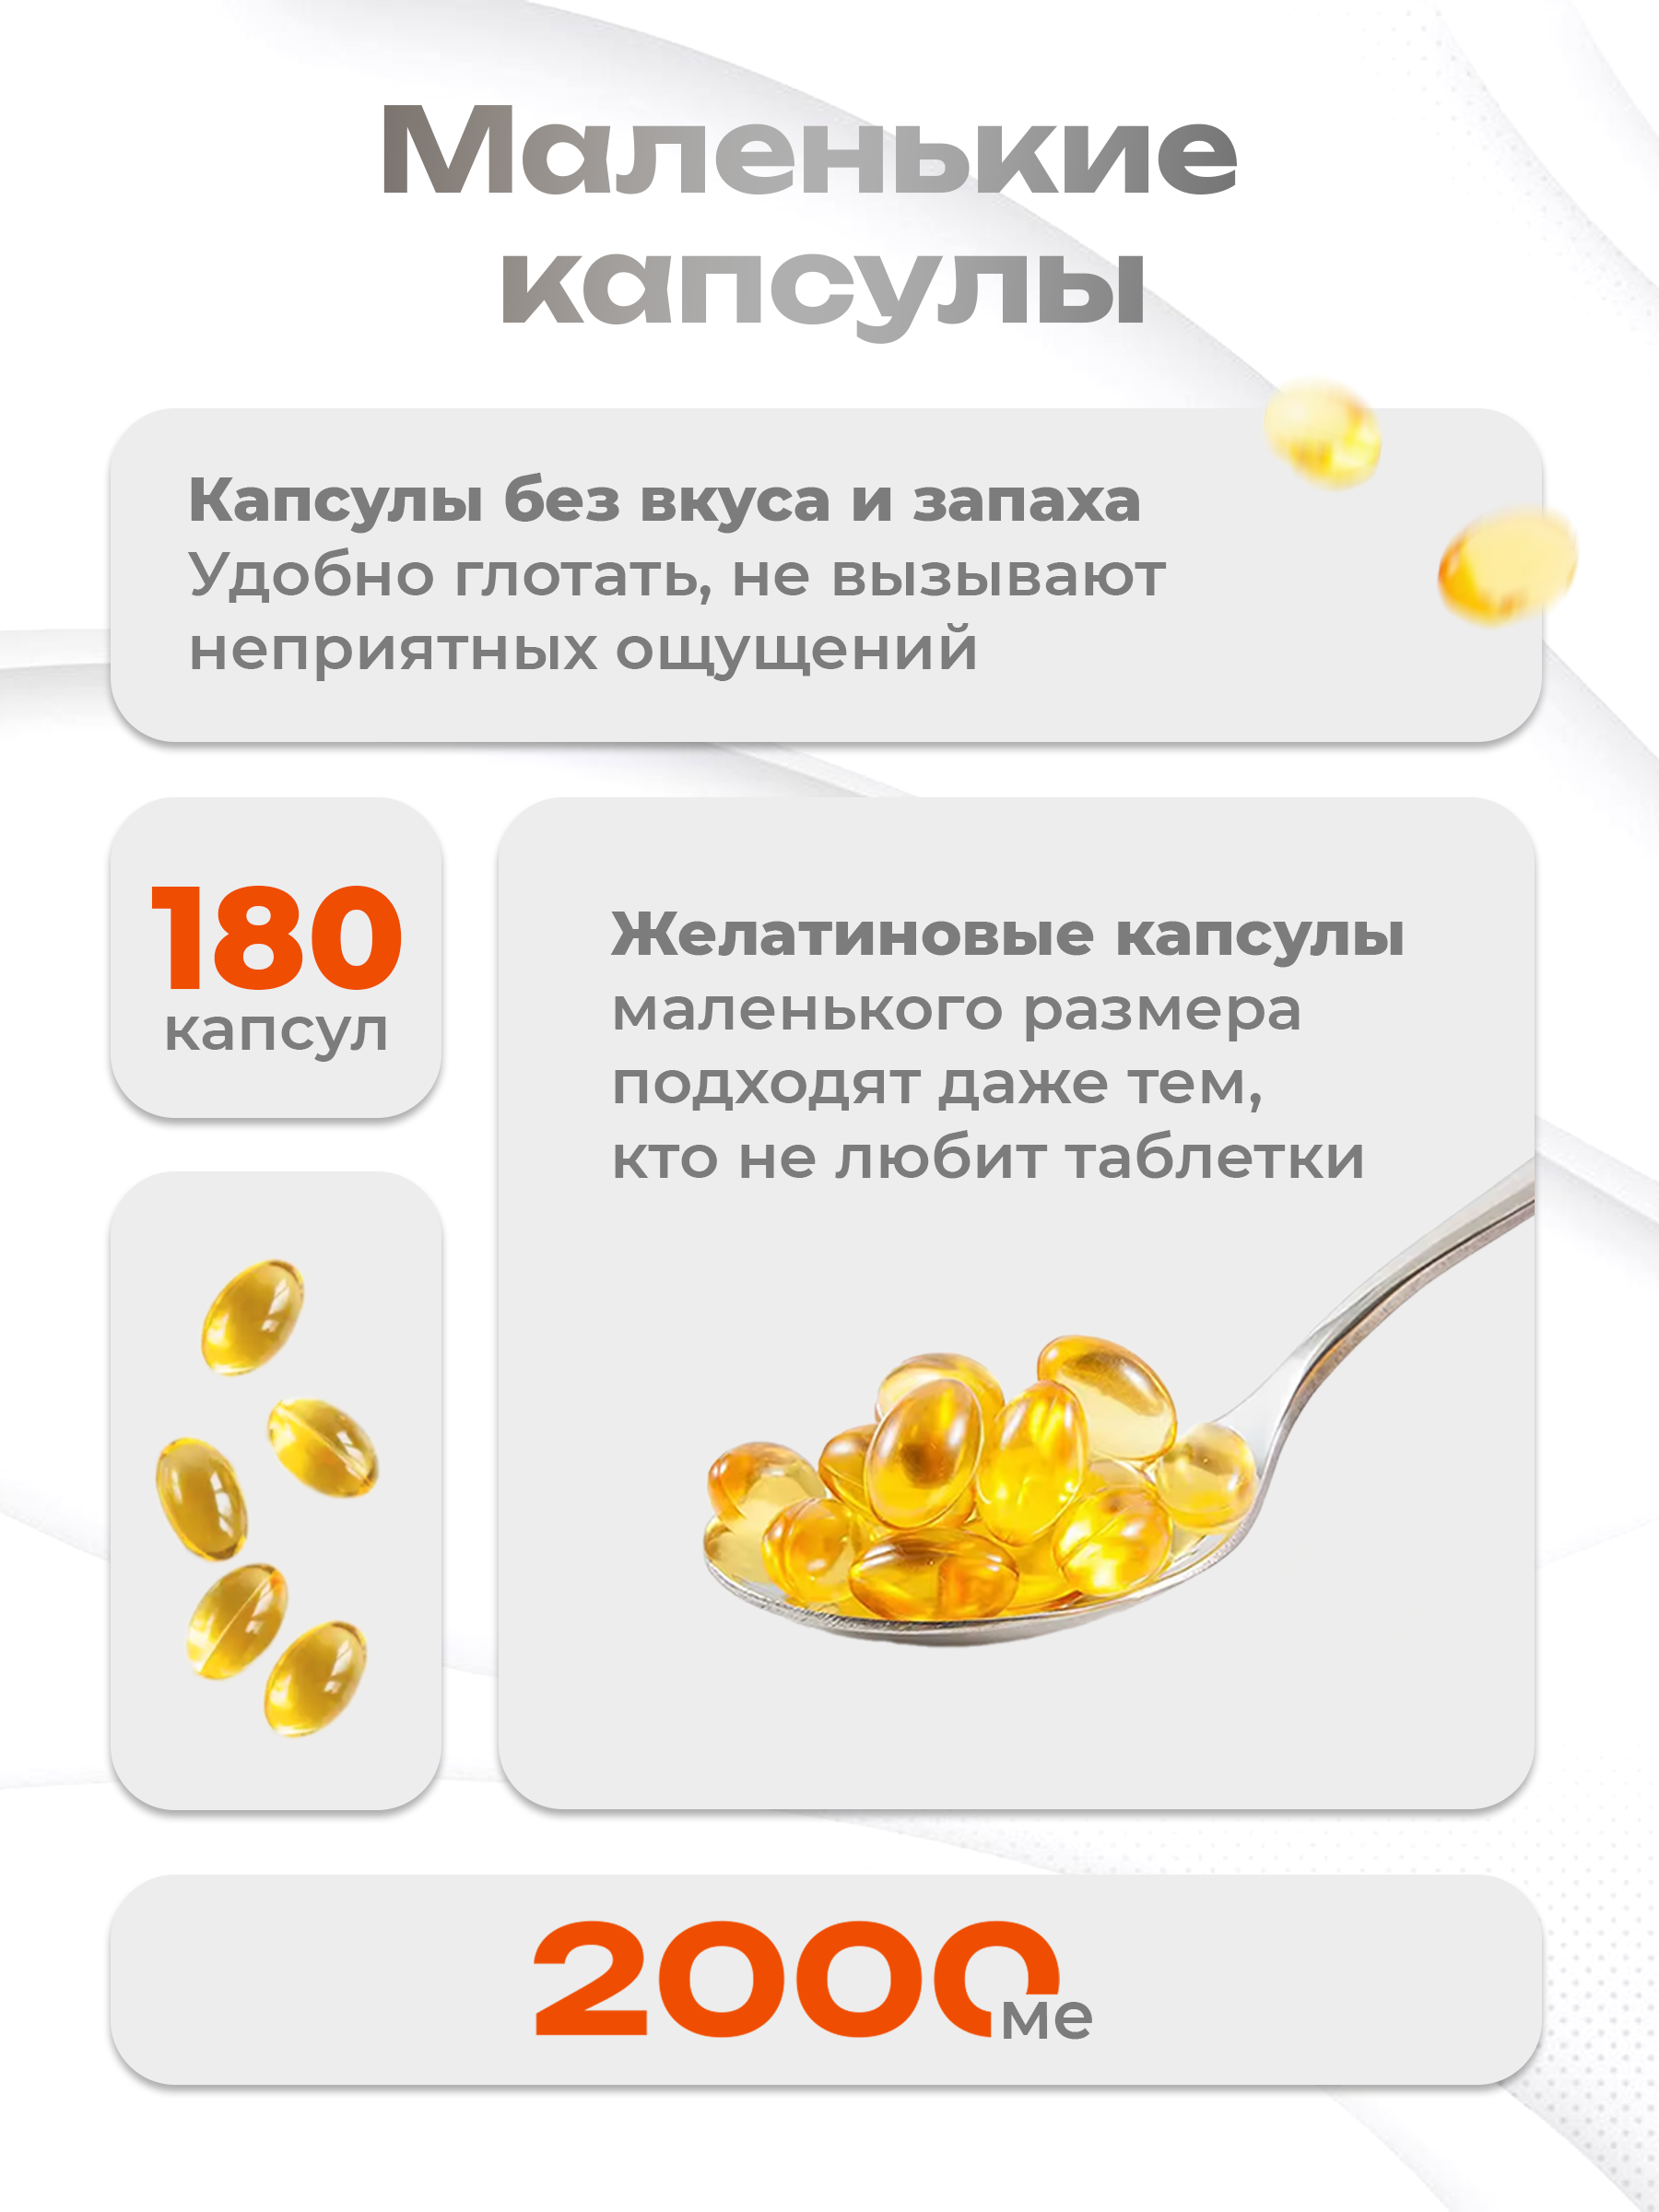 Маленькие
капсулы
Капсулы без вкуса и запаха
Удобно глотать, не вызывают
неприятных ощущений
180
капсул
Желатиновые капсулы
маленького размера
подходят даже тем,
кто не любит таблетки
2000 ме